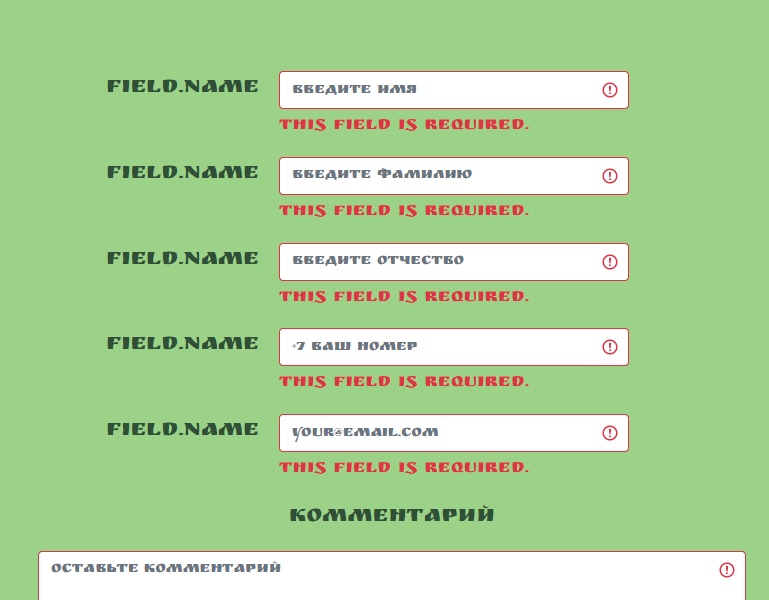 FIELD.NAME ВВЕДИТЕ ИМЯ
THIS FIELD IS REQUIRED.
FIELD.NAME ВВЕДИТЕ ФАМИЛИЮ
THIS FIELD IS REQUIRED.
FIELD.NAME ВВЕДИТЕ ОТЧЕСТВО
THIS FIELD IS REQUIRED.
FIELD.NAME +7 ВАШ НОМЕР
THIS FIELD IS REQUIRED.
FIELD.NAME YOUR@EMAIL.COM
THIS FIELD IS REQUIRED.
КОММЕНТАРИЙ
ОСТАВЬТЕ КОММЕНТАРИЙ